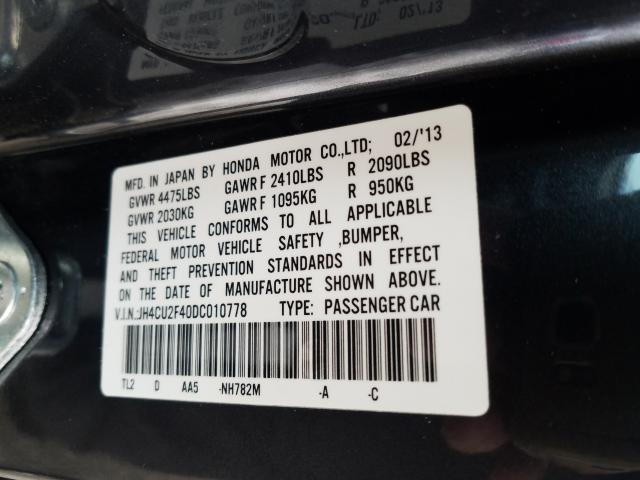 MFD. IN JAPAN BY HONDA MOTOR CO.,LTD; 02/'13
GVWR 4475LBS GAWR F 2410LBS R 2090LBS
GVWR 2030KG GAWR F 1095KG R 950KG
THIS VEHICLE CONFORMS TO ALL APPLICABLE
FEDERAL MOTOR VEHICLE SAFETY ,BUMPER,
AND THEFT PREVENTION STANDARDS IN EFFECT
ON THE DATE OF MANUFACTURE SHOWN ABOVE.
V.I.N.:JH4CU2F40DC010778 TYPE: PASSENGER CAR
TL2 D AA5 -NH782M -A -C